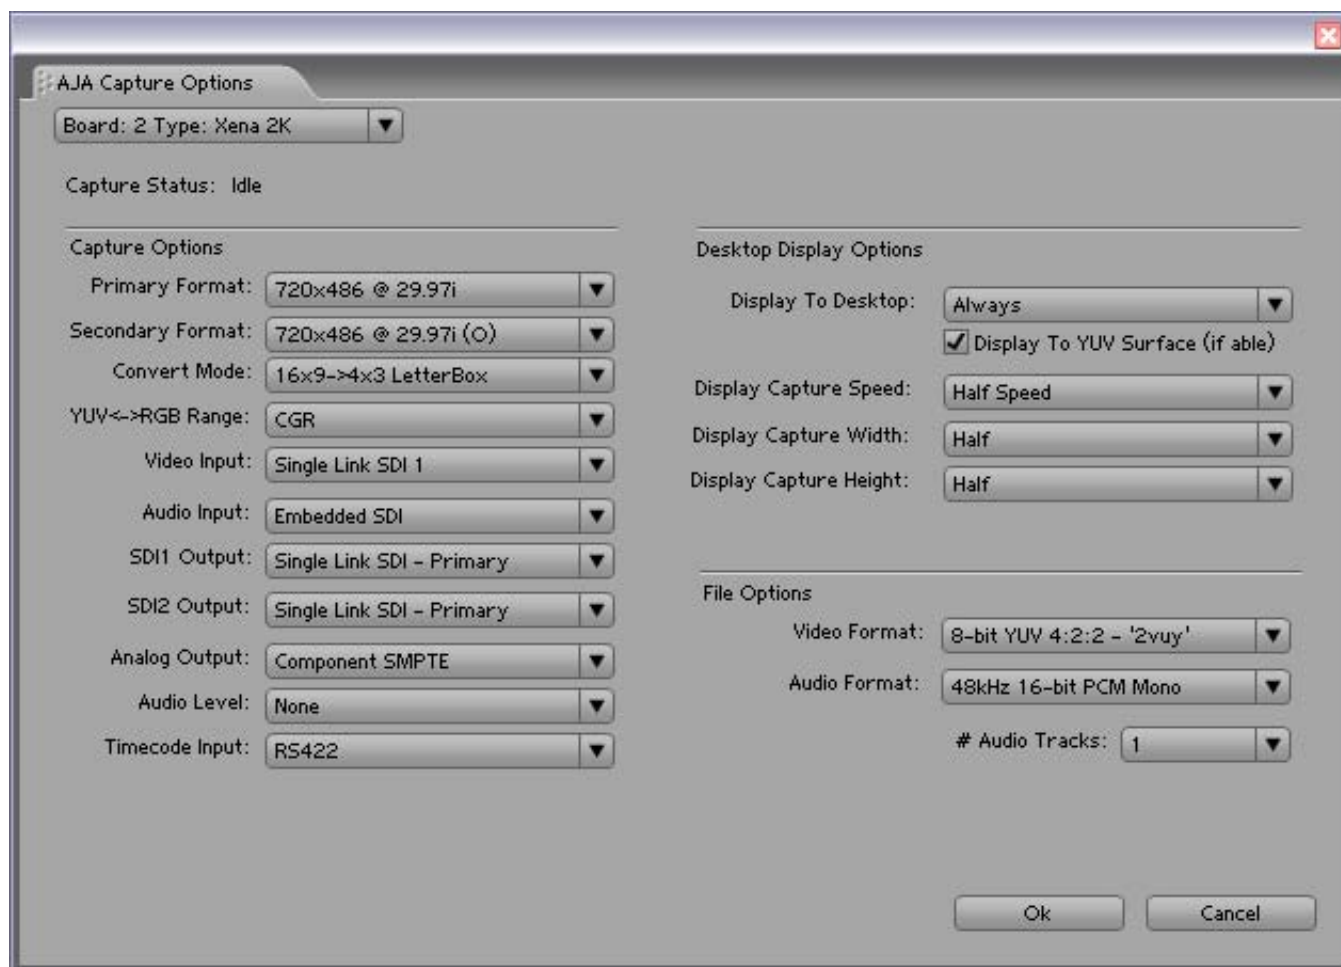 AJA Capture Options
Board: 2 Type: Xena 2K
Capture Status: Idle
Capture Options
Primary Format: 720x486 @ 29.97i
Secondary Format: 720x486 @ 29.97i (O)
Convert Mode: 16x9->4x3 LetterBox
YUV<->RGB Range: CGR
Video Input: Single Link SDI 1
Audio Input: Embedded SDI
SDI1 Output: Single Link SDI - Primary
SDI2 Output: Single Link SDI - Primary
Analog Output: Component SMPTE
Audio Level: None
Timecode Input: RS422
Desktop Display Options
Display To Desktop: Always
Display To YUV Surface (if able)
Display Capture Speed: Half Speed
Display Capture Width: Half
Display Capture Height: Half
File Options
Video Format: 8-bit YUV 4:2:2 - '2vuy'
Audio Format: 48kHz 16-bit PCM Mono
# Audio Tracks: 1
Ok
Cancel